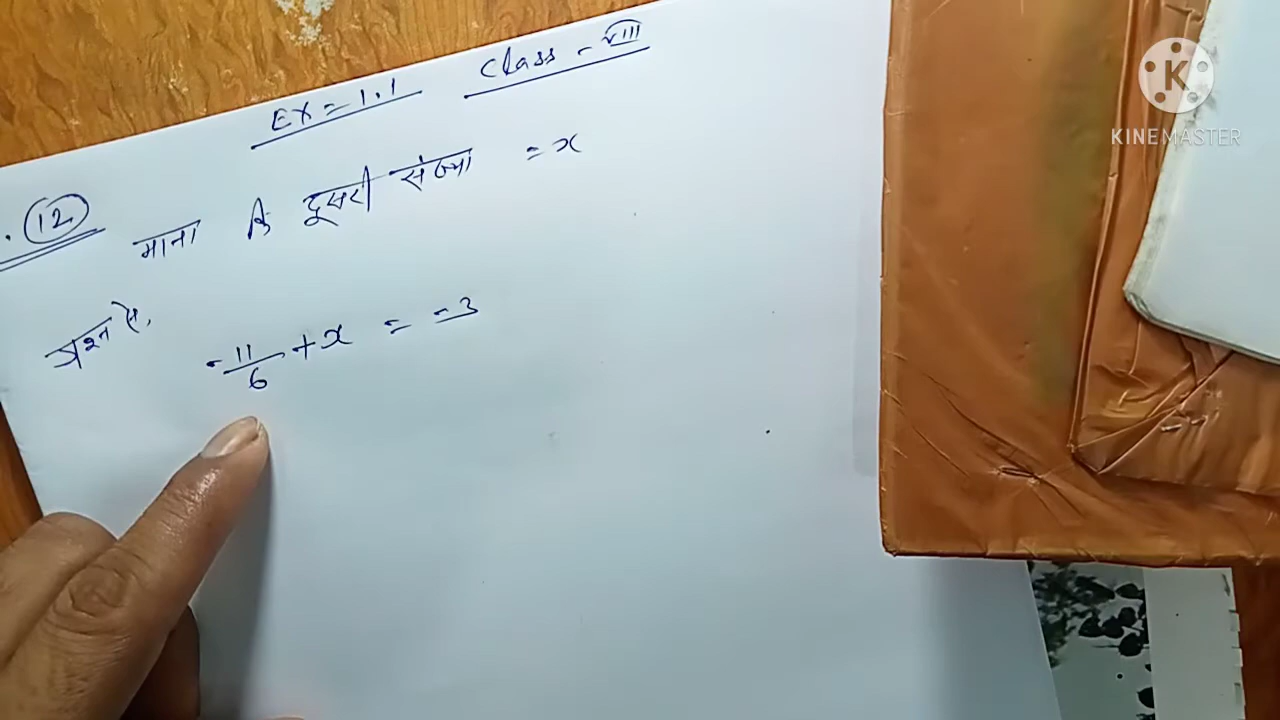 Ex = 1.1 Class - VIII
. 12 माना कि दूसरी संख्या = x
प्रश्न से,
-11/6 + x = -3
K
KINEMASTER